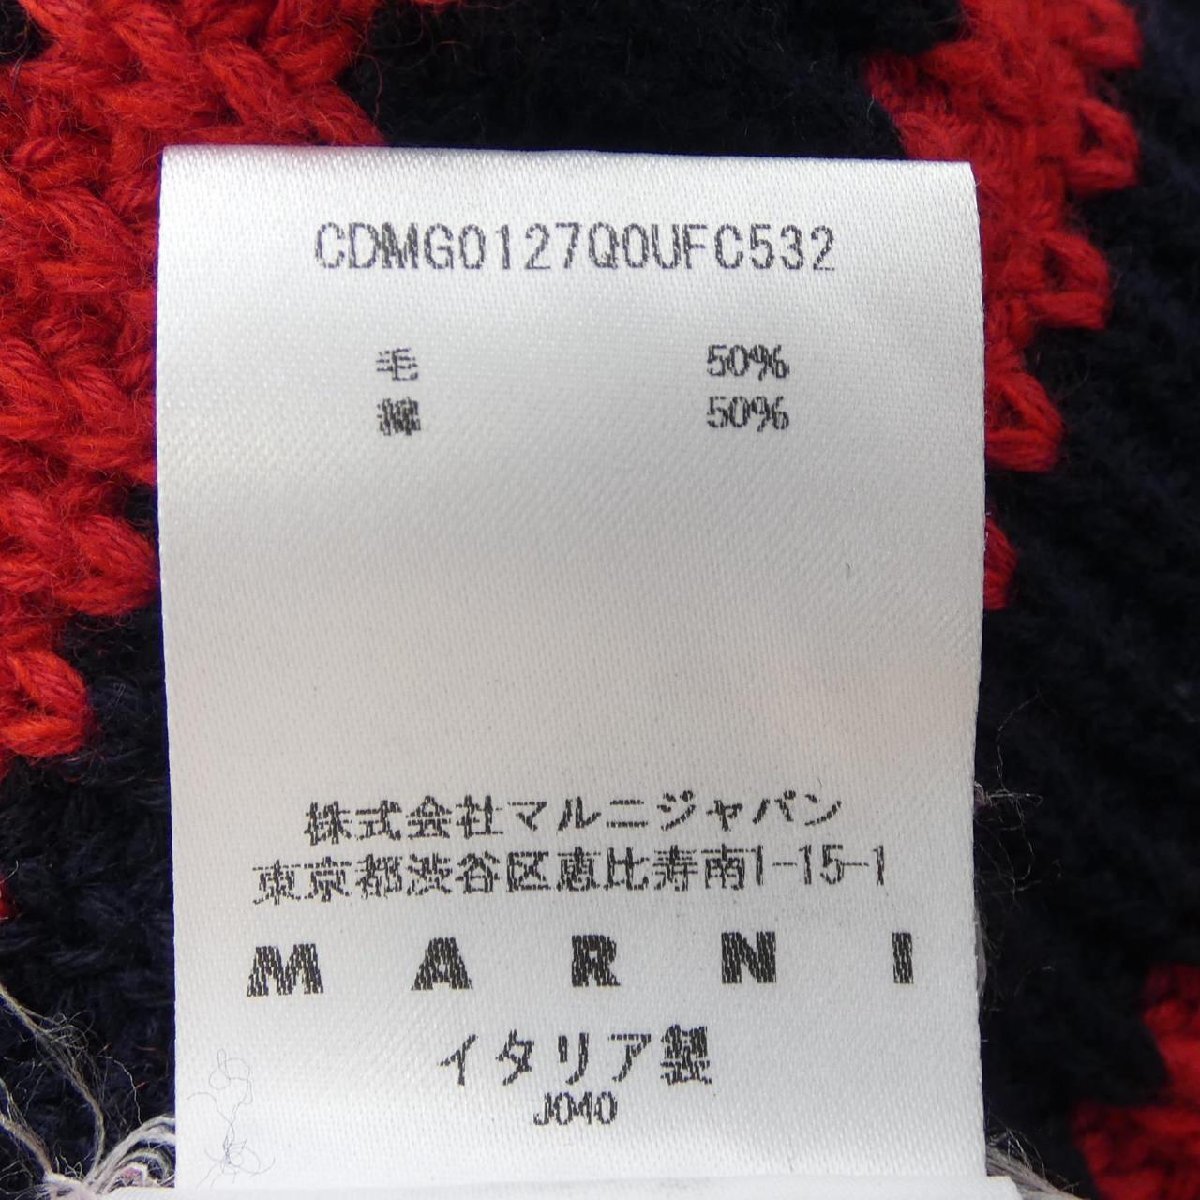 CDMG0127Q0UFC532
毛 50%
綿 50%
株式会社マルニジャパン
東京都渋谷区恵比寿南1-15-1
MARNI
イタリア製
J040